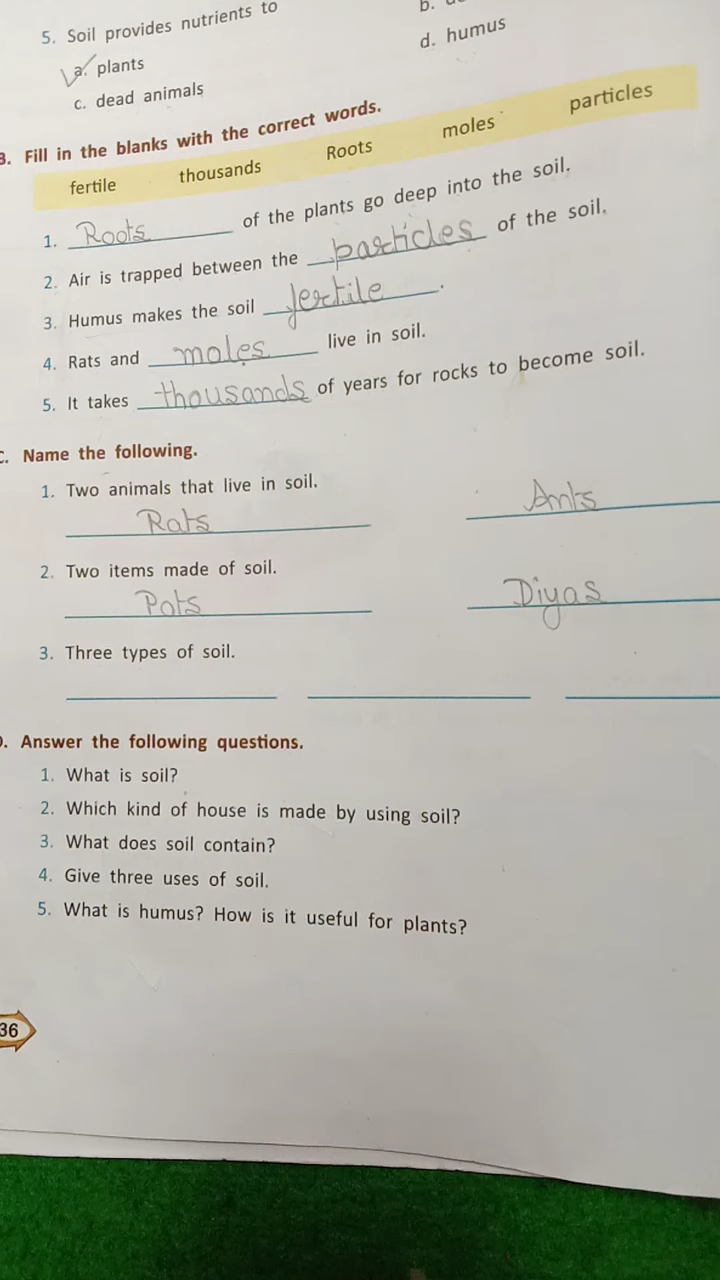 5. Soil provides nutrients to
b.
a. plants
d. humus
c. dead animals
B. Fill in the blanks with the correct words.
fertile thousands Roots moles particles
1. Roots of the plants go deep into the soil.
2. Air is trapped between the particles of the soil.
3. Humus makes the soil fertile.
4. Rats and moles live in soil.
5. It takes thousands of years for rocks to become soil.
C. Name the following.
1. Two animals that live in soil.
Rats Ants
2. Two items made of soil.
Pots Diyas
3. Three types of soil.
D. Answer the following questions.
1. What is soil?
2. Which kind of house is made by using soil?
3. What does soil contain?
4. Give three uses of soil.
5. What is humus? How is it useful for plants?
36